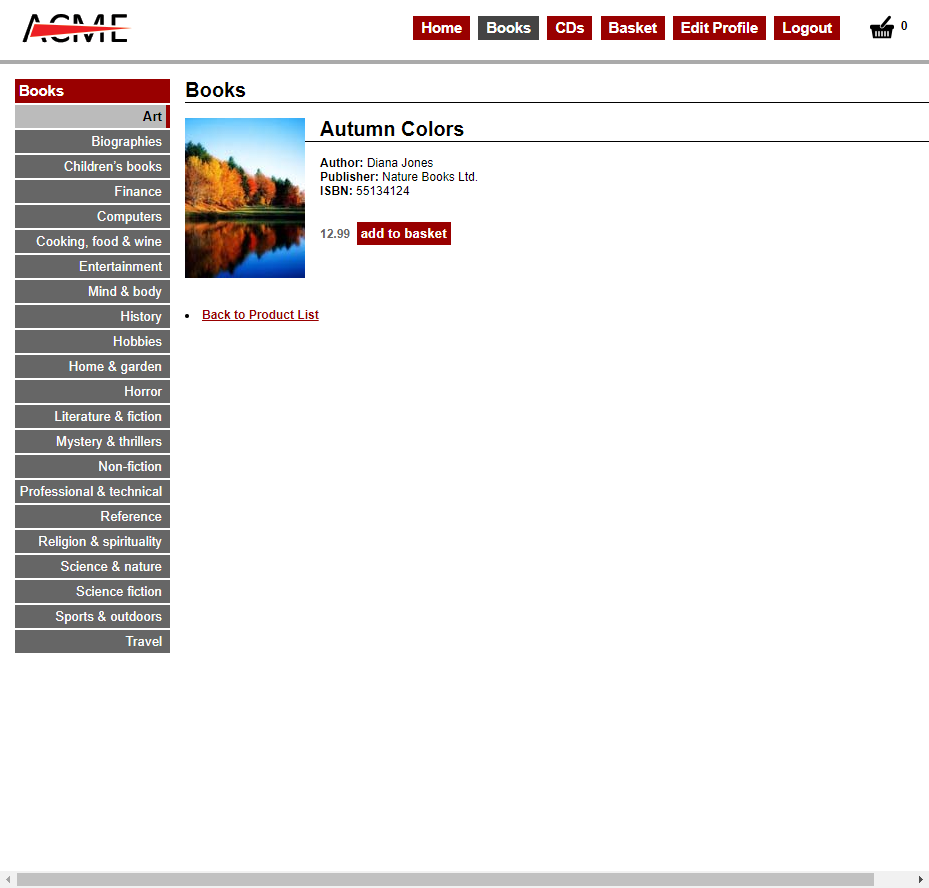 ACME
Home Books CDs Basket Edit Profile Logout 0
Books
Art
Biographies
Children's books
Finance
Computers
Cooking, food & wine
Entertainment
Mind & body
History
Hobbies
Home & garden
Horror
Literature & fiction
Mystery & thrillers
Non-fiction
Professional & technical
Reference
Religion & spirituality
Science & nature
Science fiction
Sports & outdoors
Travel
Books
Autumn Colors
Author: Diana Jones
Publisher: Nature Books Ltd.
ISBN: 55134124
12.99 add to basket
Back to Product List